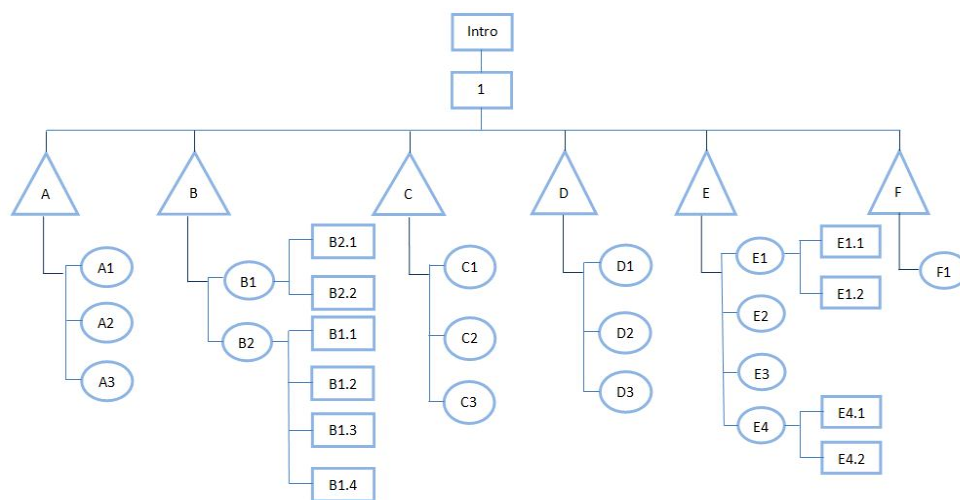 Intro
1
A
B
C
D
E
F
A1
A2
A3
B1
B2
B2.1
B2.2
B1.1
B1.2
B1.3
B1.4
C1
C2
C3
D1
D2
D3
E1
E2
E3
E4
E1.1
E1.2
E4.1
E4.2
F1